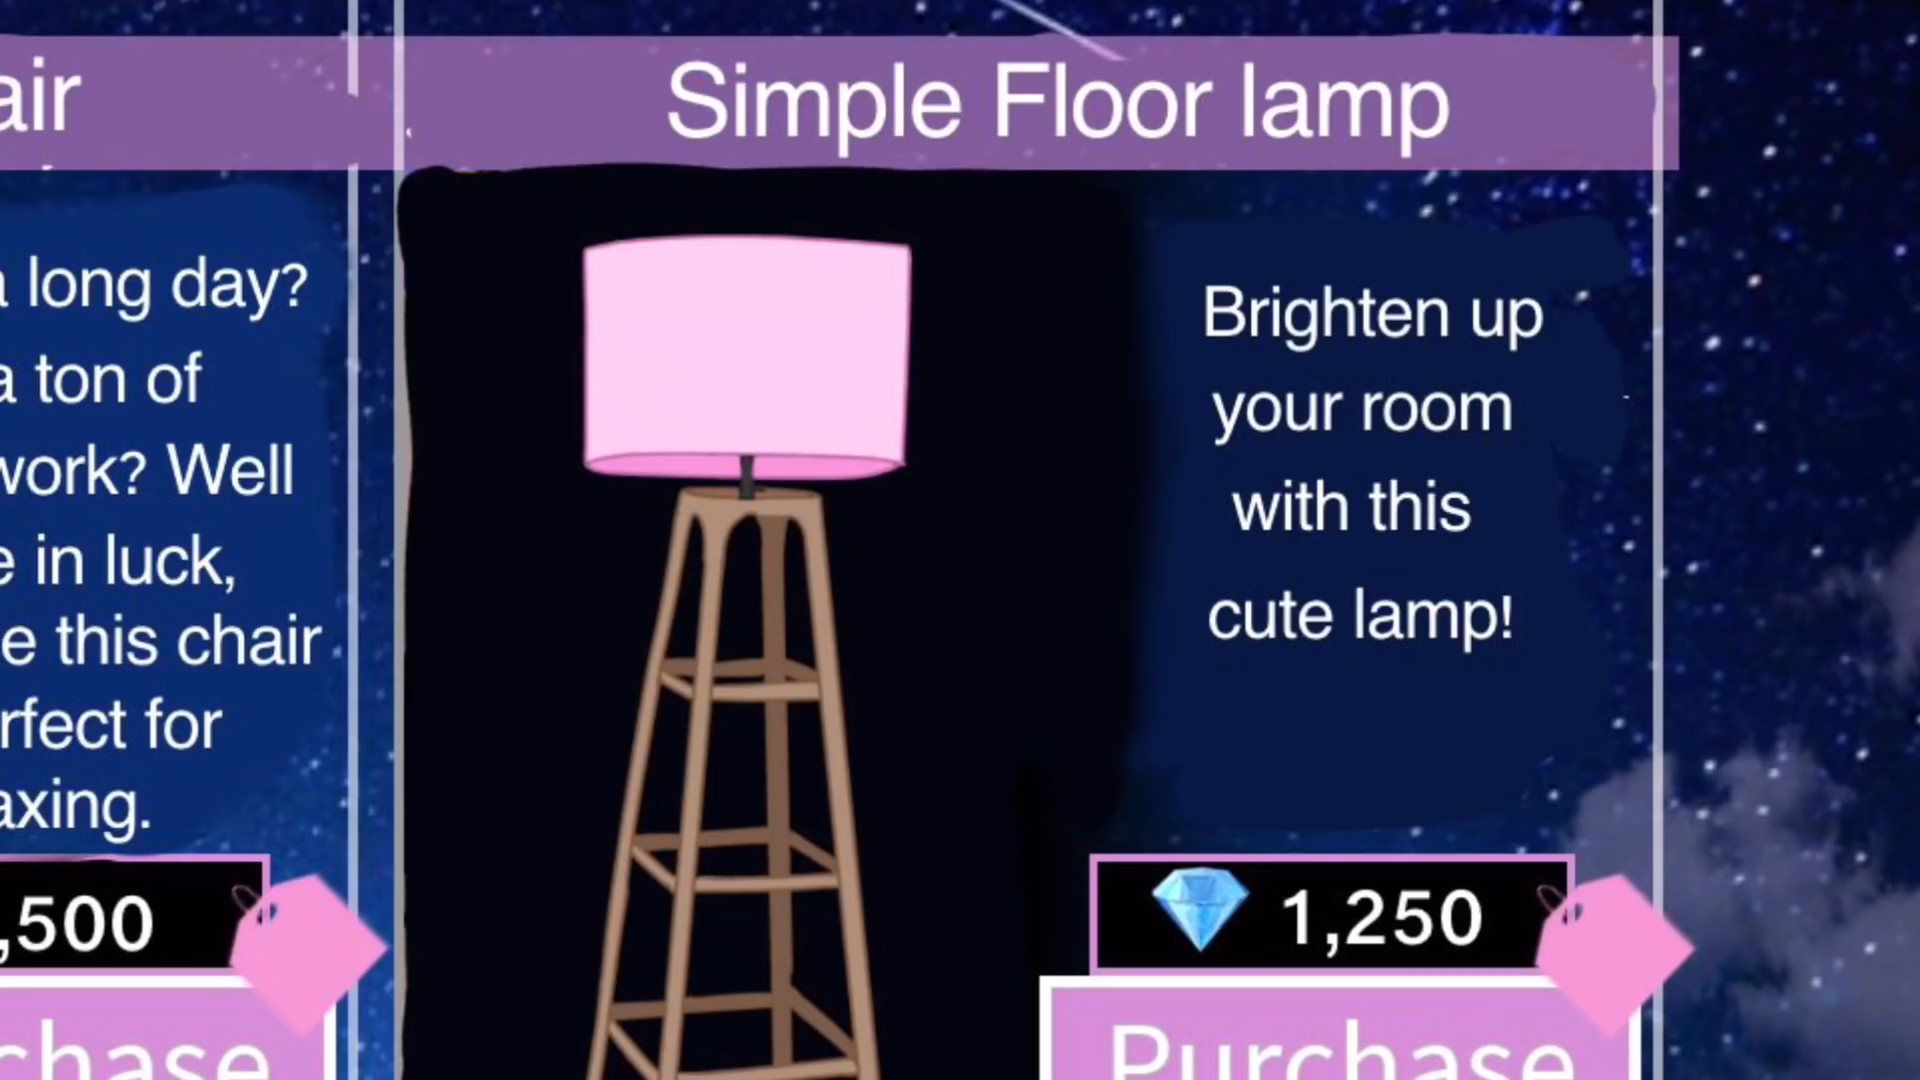 air
Simple Floor lamp
a long day?
a ton of
work? Well
e in luck,
e this chair
rfect for
axing.
,500
chase
Brighten up
your room
with this
cute lamp!
1,250
Purchase